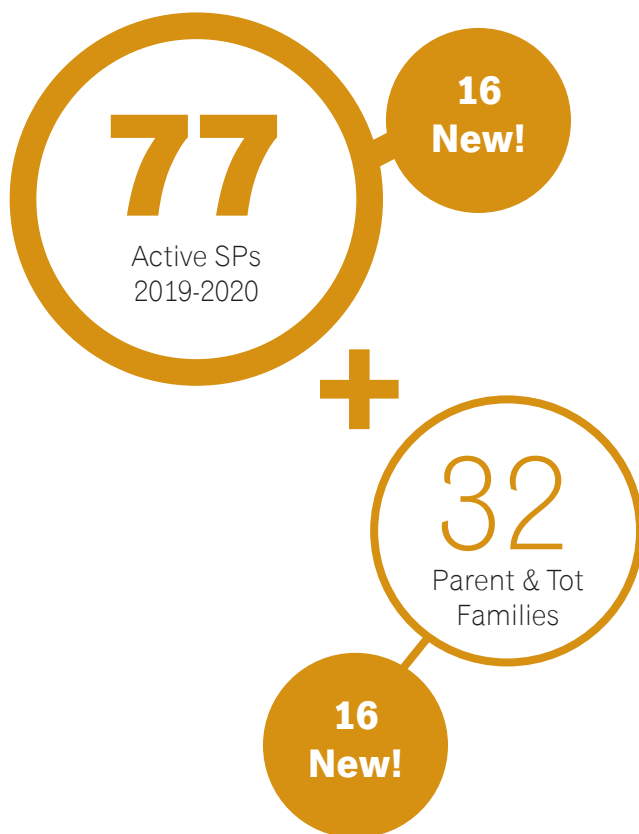 77
Active SPs
2019-2020
16
New!
+
32
Parent & Tot
Families
16
New!